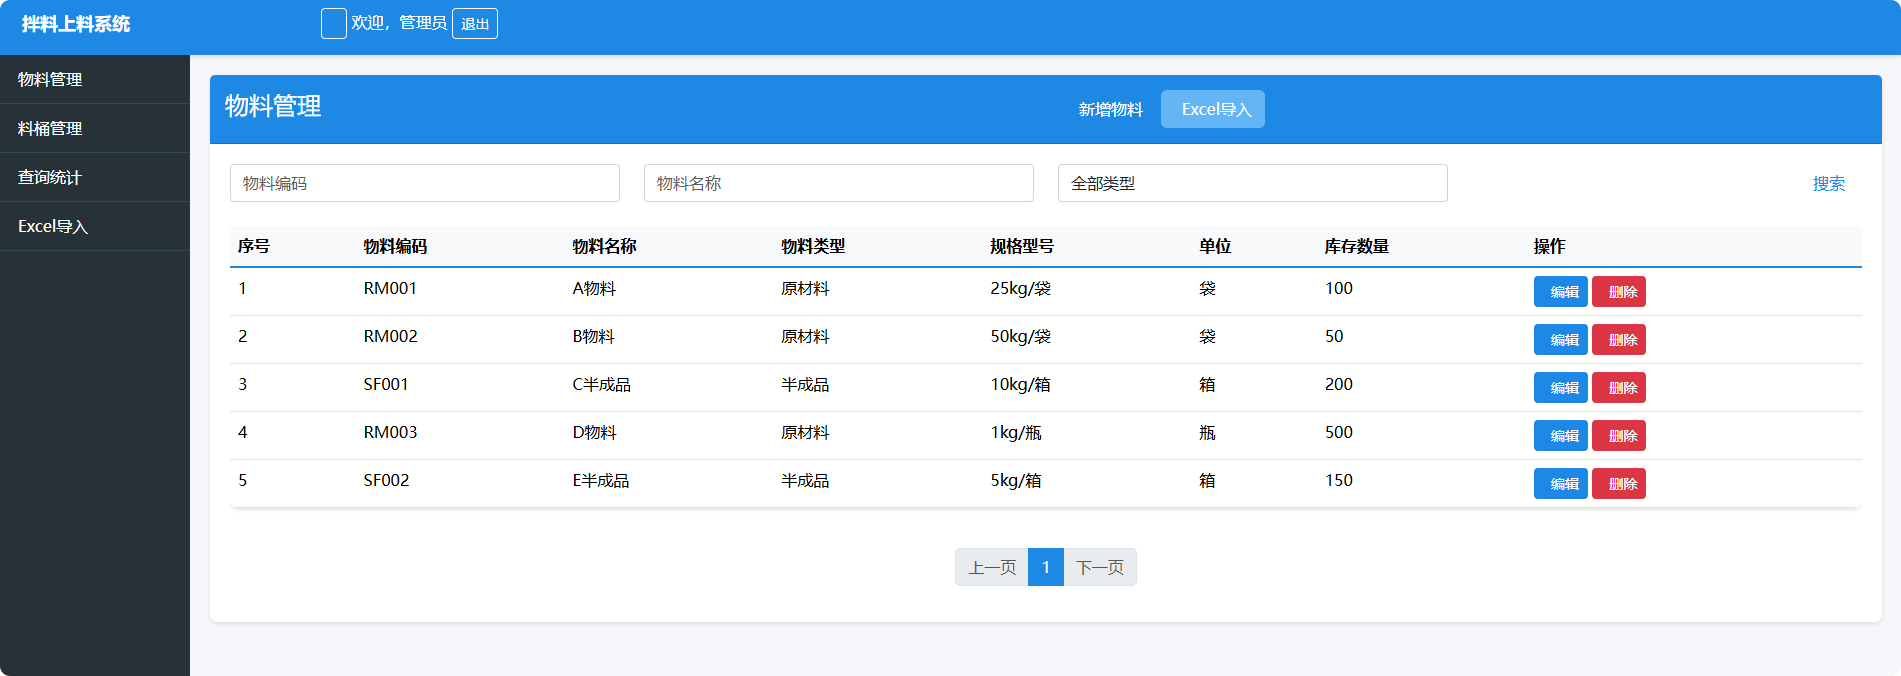 拌料上料系统 欢迎，管理员 退出
物料管理
料桶管理
查询统计
Excel导入
物料管理 新增物料 Excel导入
物料编码 物料名称 全部类型 搜索
序号 物料编码 物料名称 物料类型 规格型号 单位 库存数量 操作
1 RM001 A物料 原材料 25kg/袋 袋 100 编辑 删除
2 RM002 B物料 原材料 50kg/袋 袋 50 编辑 删除
3 SF001 C半成品 半成品 10kg/箱 箱 200 编辑 删除
4 RM003 D物料 原材料 1kg/瓶 瓶 500 编辑 删除
5 SF002 E半成品 半成品 5kg/箱 箱 150 编辑 删除
上一页 1 下一页